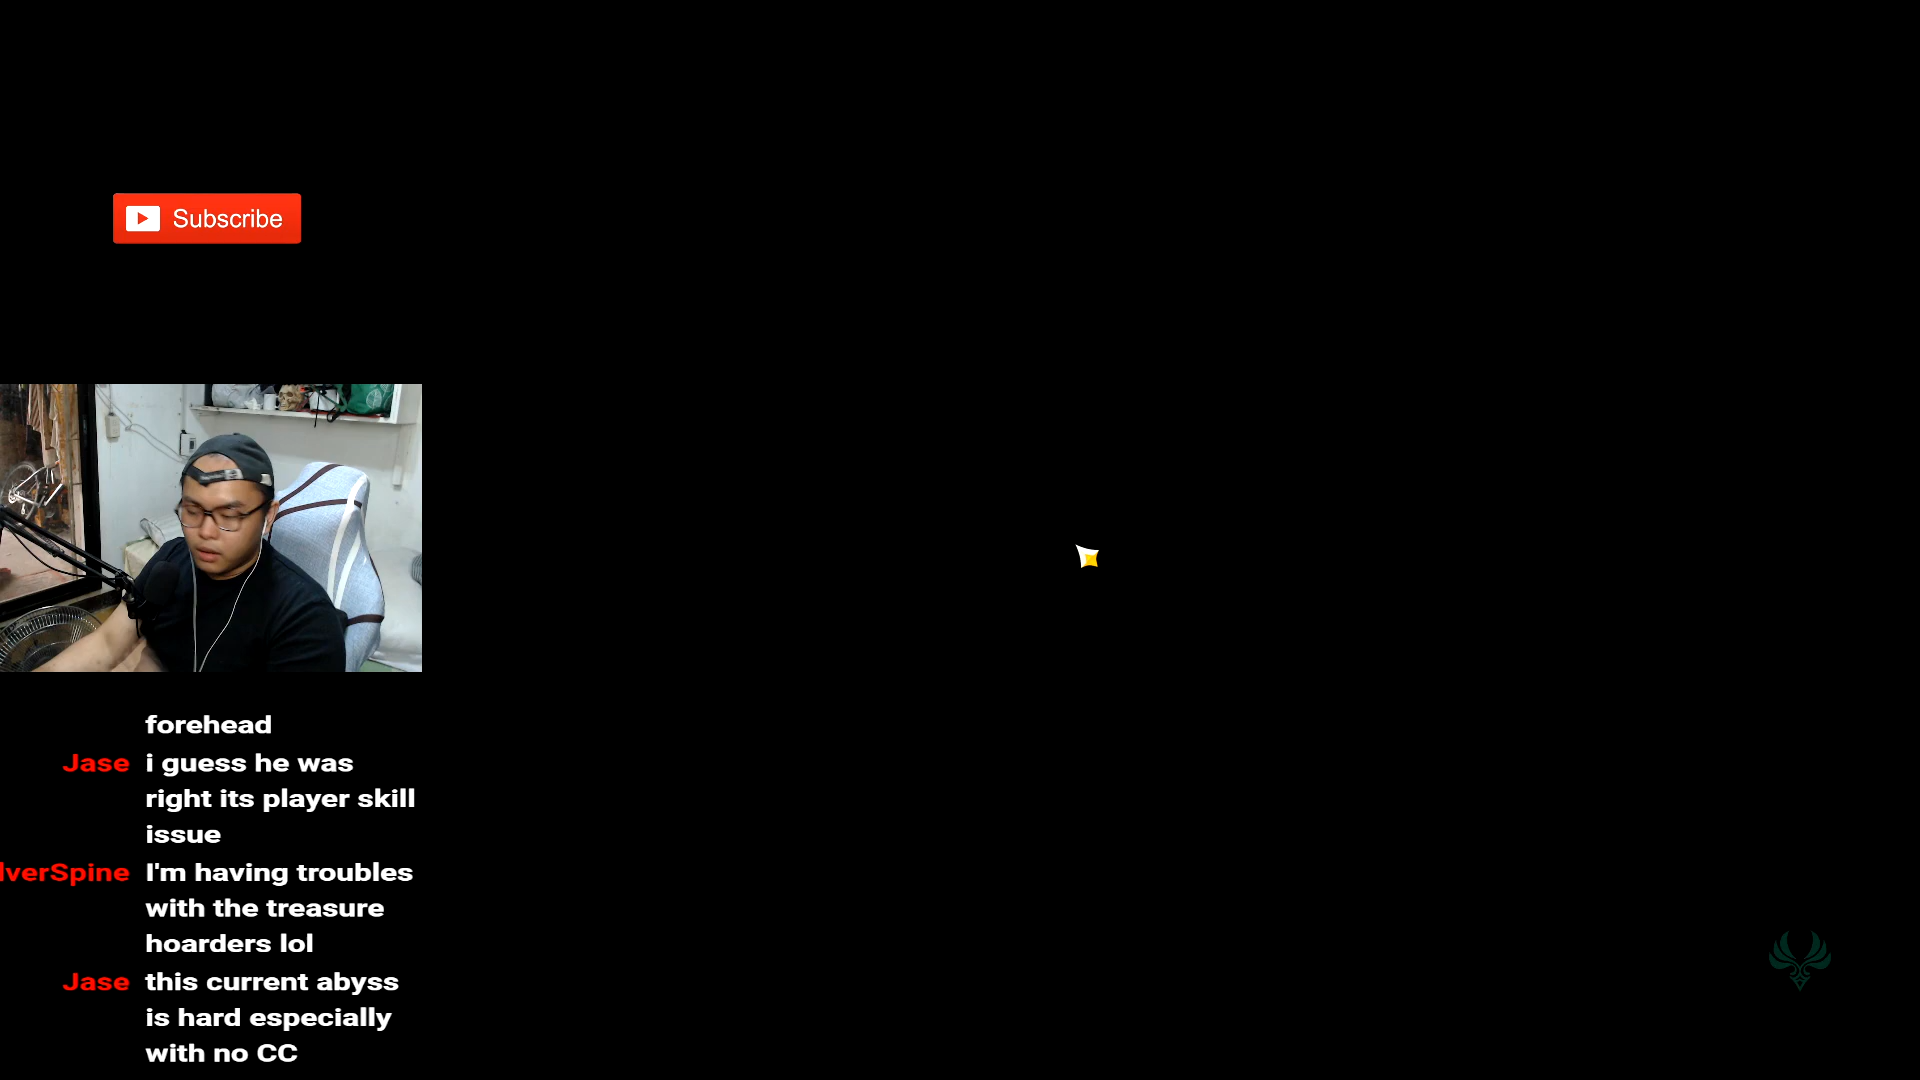 Subscribe
forehead
Jase i guess he was
right its player skill
issue
lverSpine I'm having troubles
with the treasure
hoarders lol
Jase this current abyss
is hard especially
with no CC